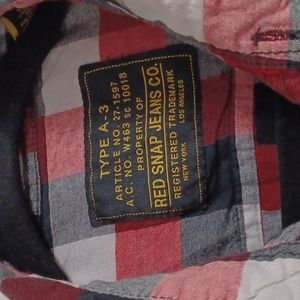 TYPE A-3
ARTICLE NO. 27-1597
A.C. NO. W463 SC 10018
PROPERTY OF
RED SNAP JEANS CO.
REGISTERED TRADEMARK
LOS ANGELES
NEW YORK